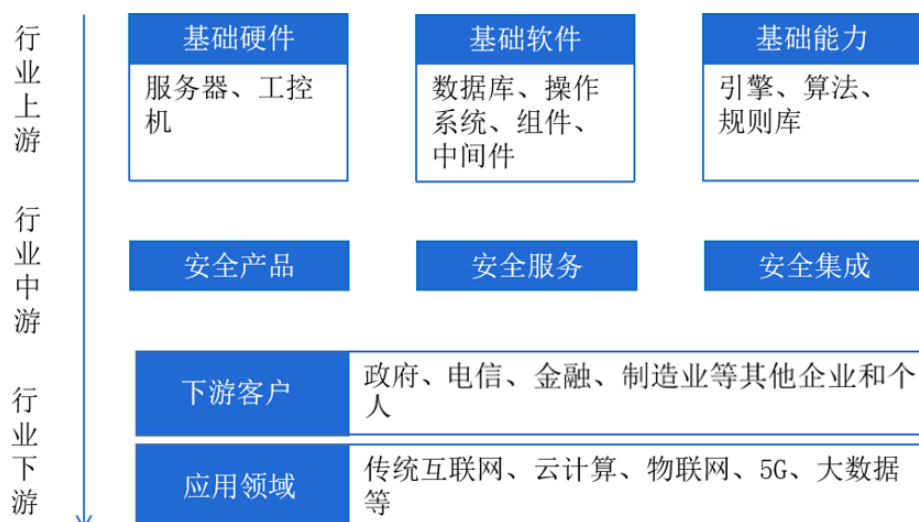 行业上游
基础硬件
服务器、工控
机
基础软件
数据库、操作
系统、组件、
中间件
基础能力
引擎、算法、
规则库
行业中游
安全产品
安全服务
安全集成
行业下游
下游客户
政府、电信、金融、制造业等其他企业和个
人
应用领域
传统互联网、云计算、物联网、5G、大数据
等